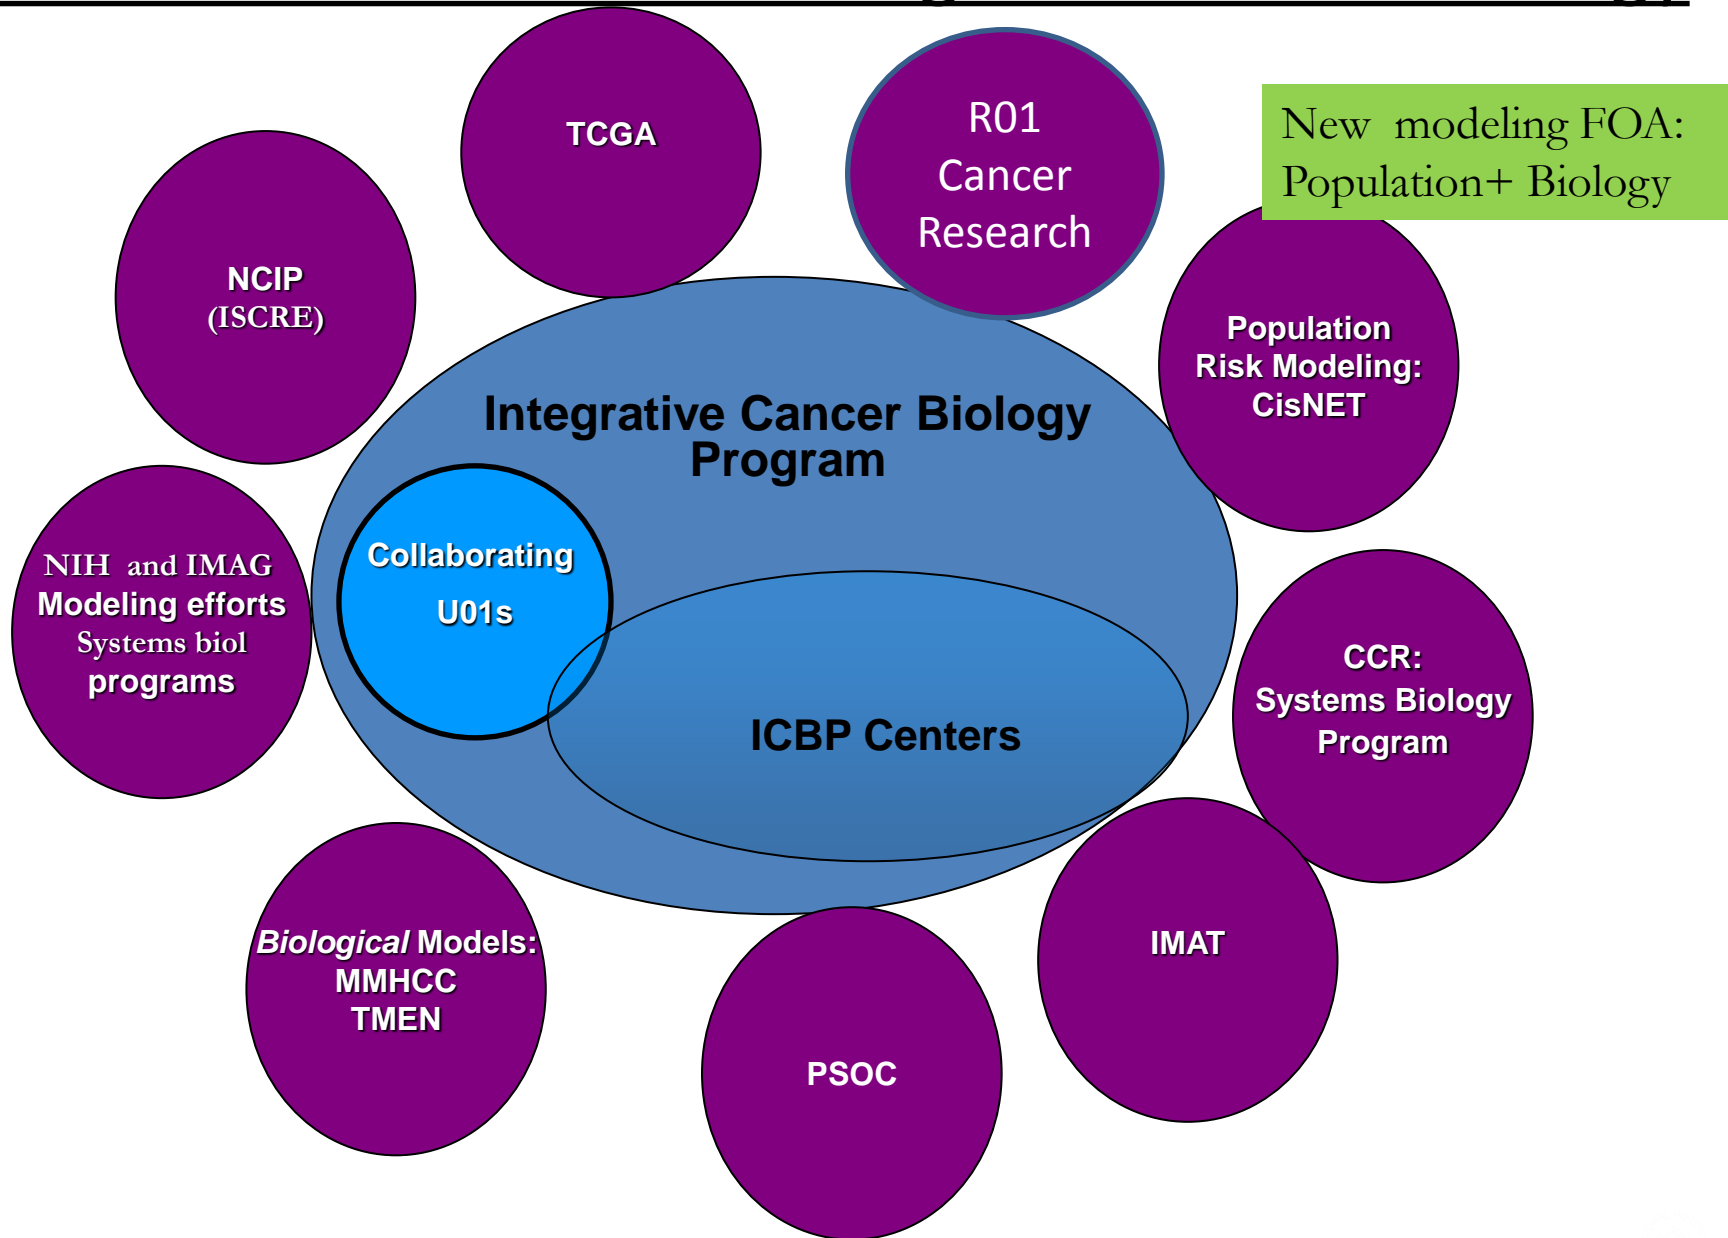 TCGA
R01
Cancer
Research
New modeling FOA:
Population+ Biology
NCIP
(ISCRE)
Population
Risk Modeling:
CisNET
Integrative Cancer Biology
Program
Collaborating
U01s
NIH and IMAG
Modeling efforts
Systems biol
programs
ICBP Centers
CCR:
Systems Biology
Program
Biological Models:
MMHCC
TMEN
IMAT
PSOC